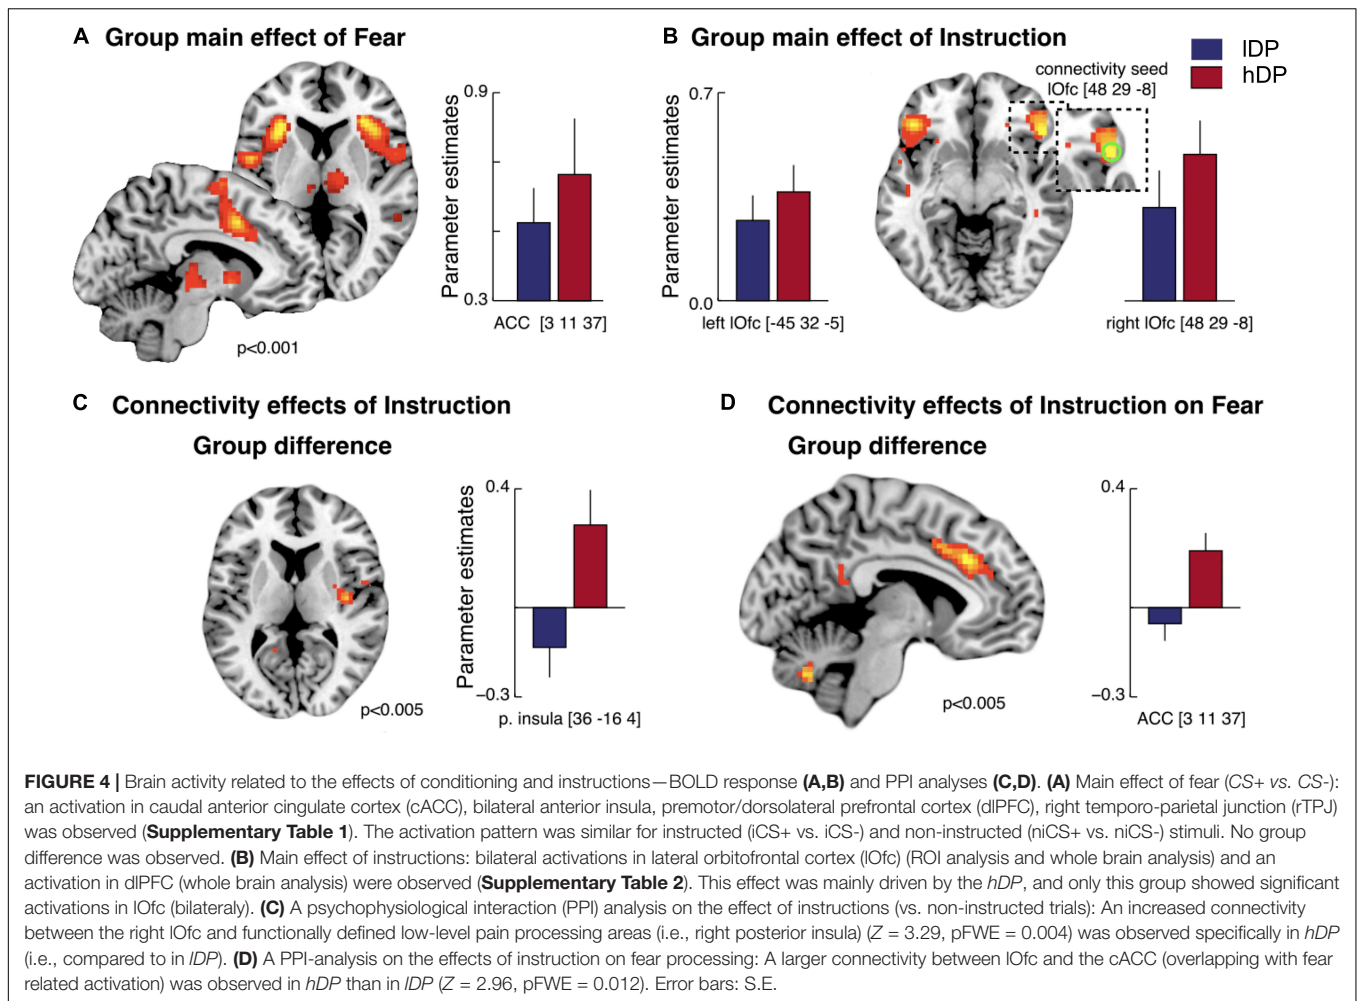 A Group main effect of Fear
0.9
Parameter estimates
0.3
ACC [3 11 37]
p<0.001
B Group main effect of Instruction
lDP
hDP
connectivity seed
lOfc [48 29 -8]
0.7
Parameter estimates
0.0
left lOfc [-45 32 -5]
right lOfc [48 29 -8]
C Connectivity effects of Instruction
Group difference
0.4
Parameter estimates
−0.3
p<0.005
p. insula [36 -16 4]
D Connectivity effects of Instruction on Fear
Group difference
0.4
−0.3
p<0.005
ACC [3 11 37]
FIGURE 4 | Brain activity related to the effects of conditioning and instructions—BOLD response (A,B) and PPI analyses (C,D). (A) Main effect of fear (CS+ vs. CS-):
an activation in caudal anterior cingulate cortex (cACC), bilateral anterior insula, premotor/dorsolateral prefrontal cortex (dlPFC), right temporo-parietal junction (rTPJ)
was observed (Supplementary Table 1). The activation pattern was similar for instructed (iCS+ vs. iCS-) and non-instructed (niCS+ vs. niCS-) stimuli. No group
difference was observed. (B) Main effect of instructions: bilateral activations in lateral orbitofrontal cortex (lOfc) (ROI analysis and whole brain analysis) and an
activation in dlPFC (whole brain analysis) were observed (Supplementary Table 2). This effect was mainly driven by the hDP, and only this group showed significant
activations in lOfc (bilateraly). (C) A psychophysiological interaction (PPI) analysis on the effect of instructions (vs. non-instructed trials): An increased connectivity
between the right lOfc and functionally defined low-level pain processing areas (i.e., right posterior insula) (Z = 3.29, pFWE = 0.004) was observed specifically in hDP
(i.e., compared to in lDP). (D) A PPI-analysis on the effects of instruction on fear processing: A larger connectivity between lOfc and the cACC (overlapping with fear
related activation) was observed in hDP than in lDP (Z = 2.96, pFWE = 0.012). Error bars: S.E.